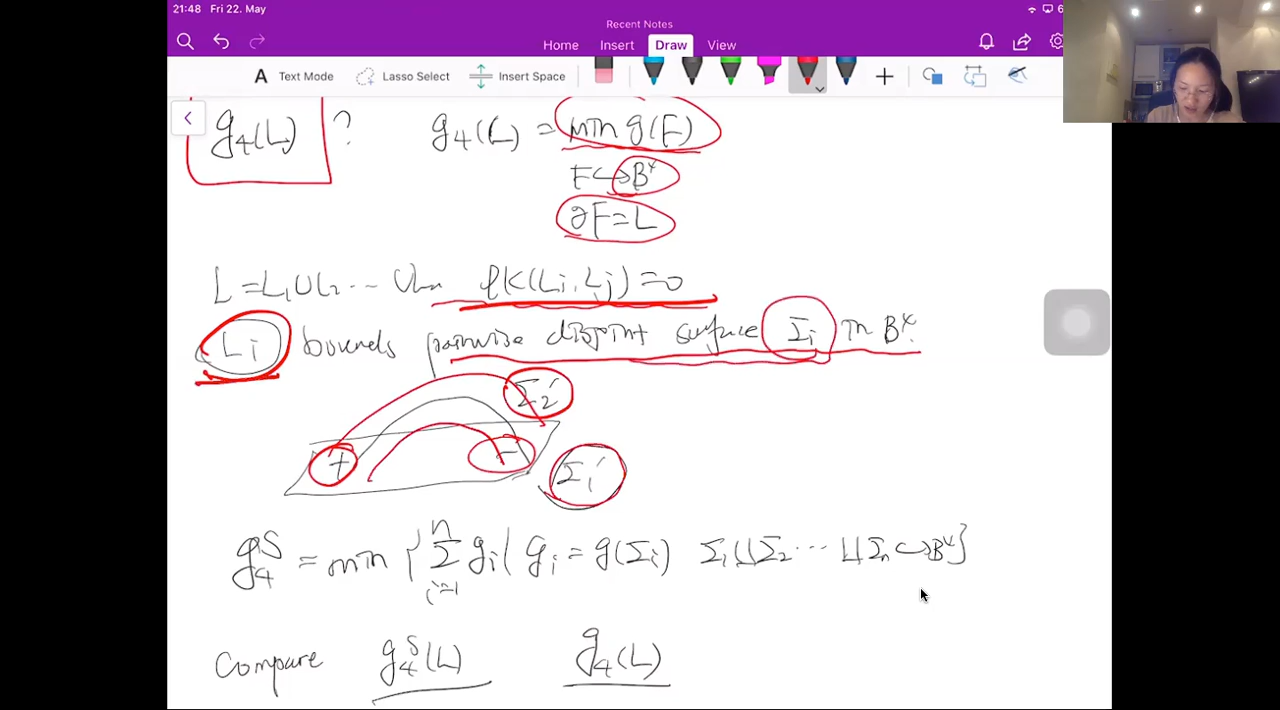 21:48 Fri 22. May
Recent Notes
Home Insert Draw View
A Text Mode Lasso Select Insert Space
g₄(L) ? g₄(L) = min g(F)
F↪B⁴
∂F=L
L=L₁∪L₂...∪Ln lk(Li,Lj)=0
Li bounds pairwise disjoint surface Σi in B⁴.
Σ₂'
+ -
Σ₁'
g₄ˢ = min { Σᵢ₌₁ⁿ gi | gi = g(Σi) Σ₁⊔Σ₂...⊔Σn↪B⁴}
Compare g₄ˢ(L) g₄(L)